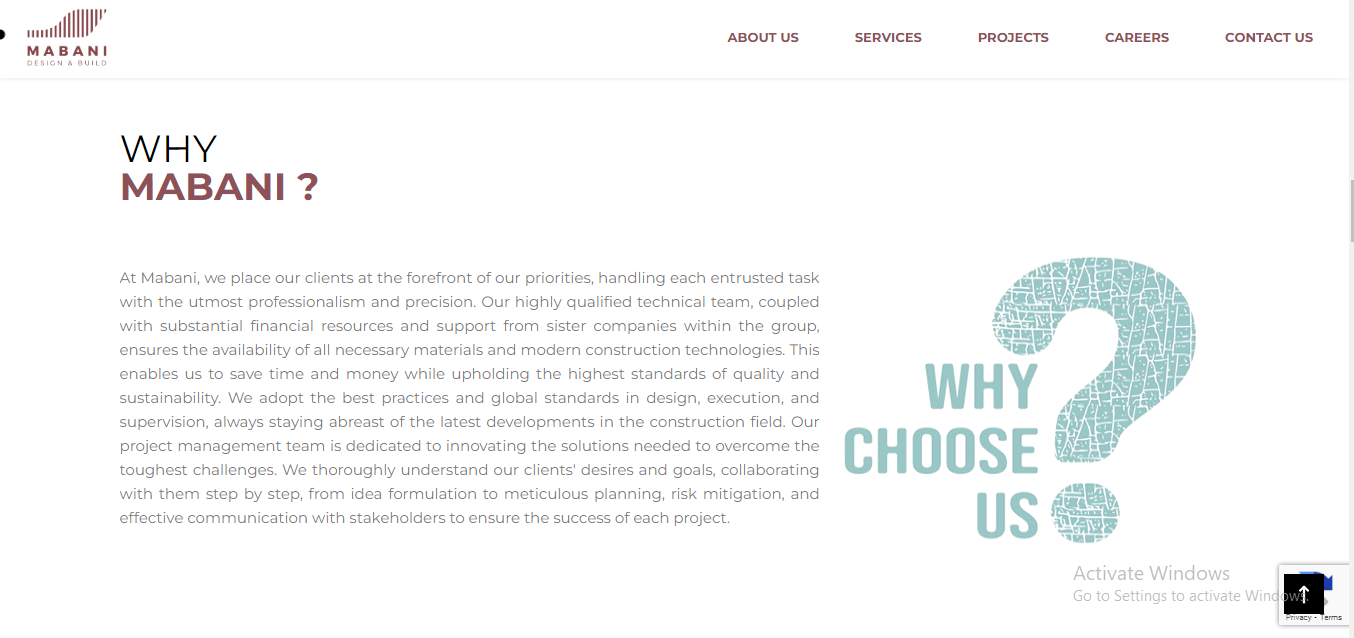 MABANI
DESIGN & BUILD
ABOUT US
SERVICES
PROJECTS
CAREERS
CONTACT US
WHY
MABANI ?
At Mabani, we place our clients at the forefront of our priorities, handling each entrusted task
with the utmost professionalism and precision. Our highly qualified technical team, coupled
with substantial financial resources and support from sister companies within the group,
ensures the availability of all necessary materials and modern construction technologies. This
enables us to save time and money while upholding the highest standards of quality and
sustainability. We adopt the best practices and global standards in design, execution, and
supervision, always staying abreast of the latest developments in the construction field. Our
project management team is dedicated to innovating the solutions needed to overcome the
toughest challenges. We thoroughly understand our clients' desires and goals, collaborating
with them step by step, from idea formulation to meticulous planning, risk mitigation, and
effective communication with stakeholders to ensure the success of each project.
WHY
CHOOSE
US ?
Activate Windows
Go to Settings to activate Windows.
Privacy - Terms